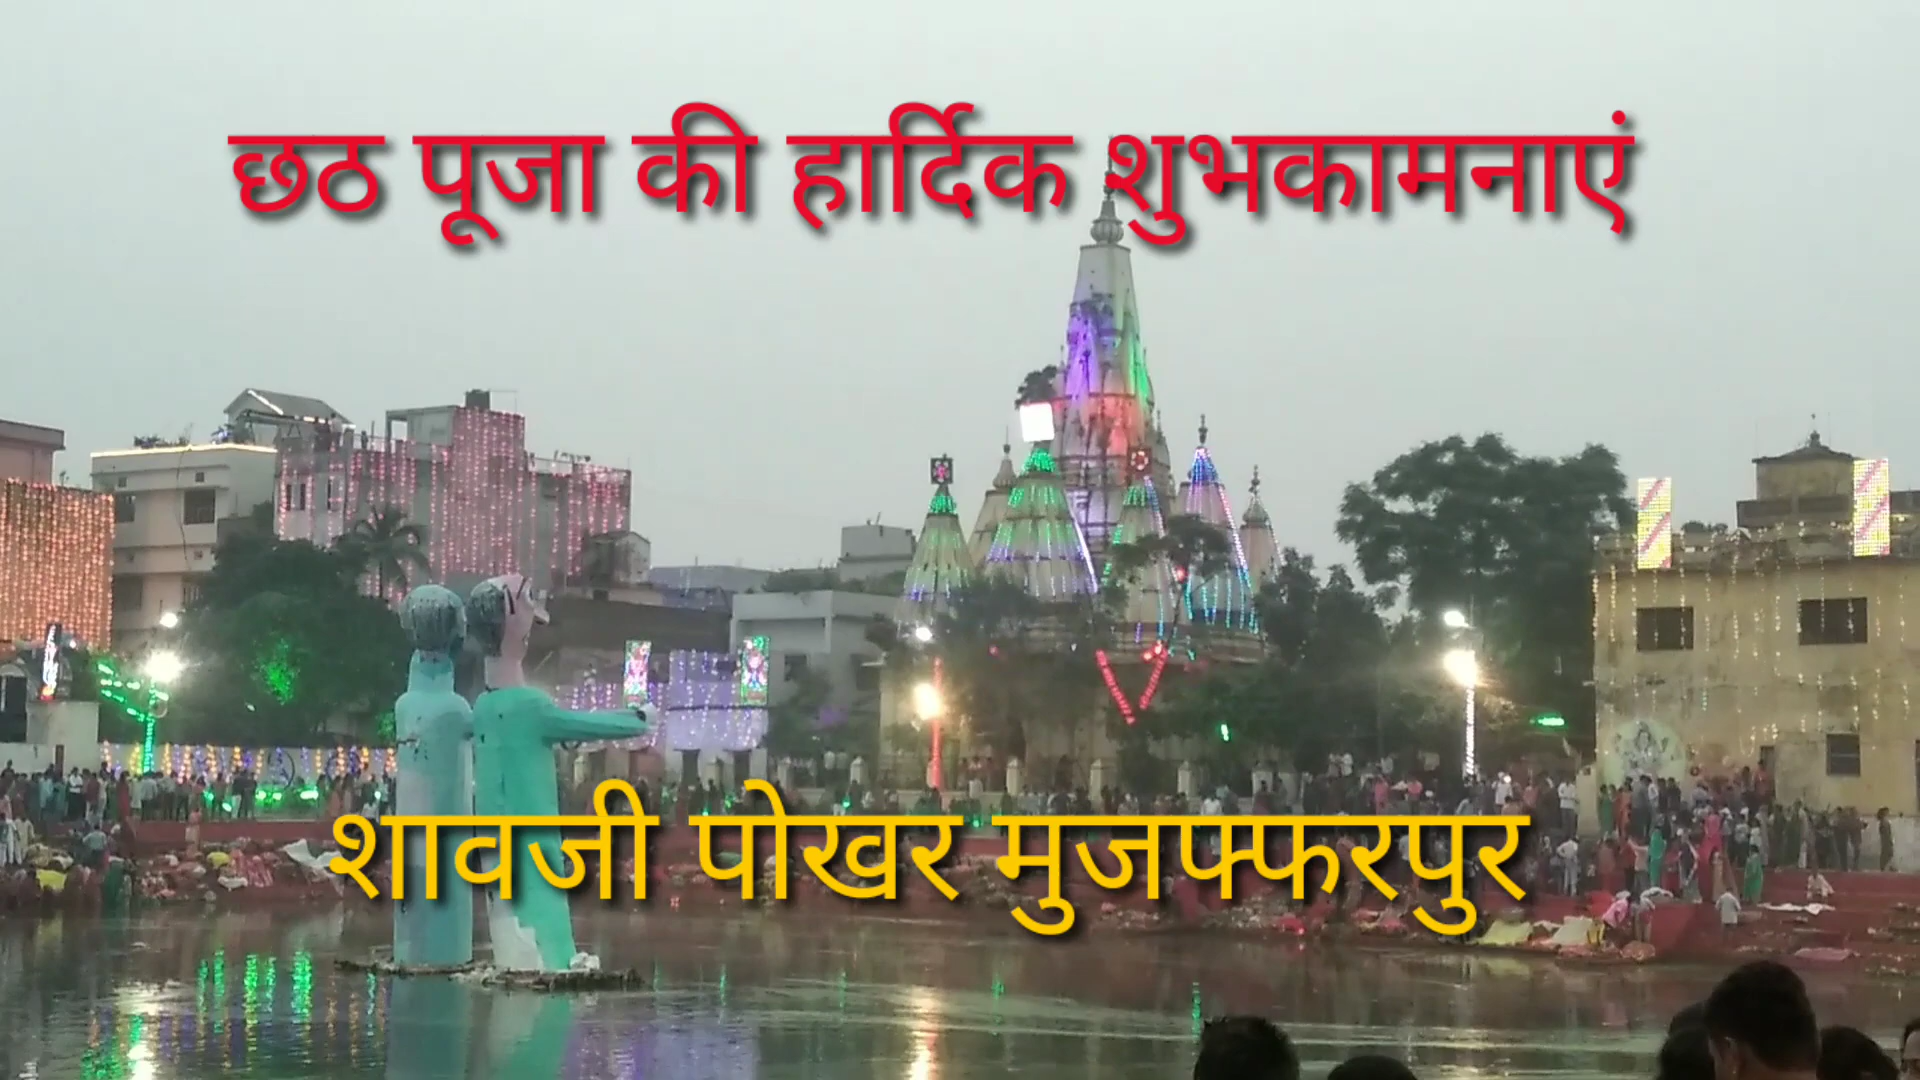 छठ पूजा की हार्दिक शुभकामनाएं
शावजी पोखर मुजफ्फरपुर